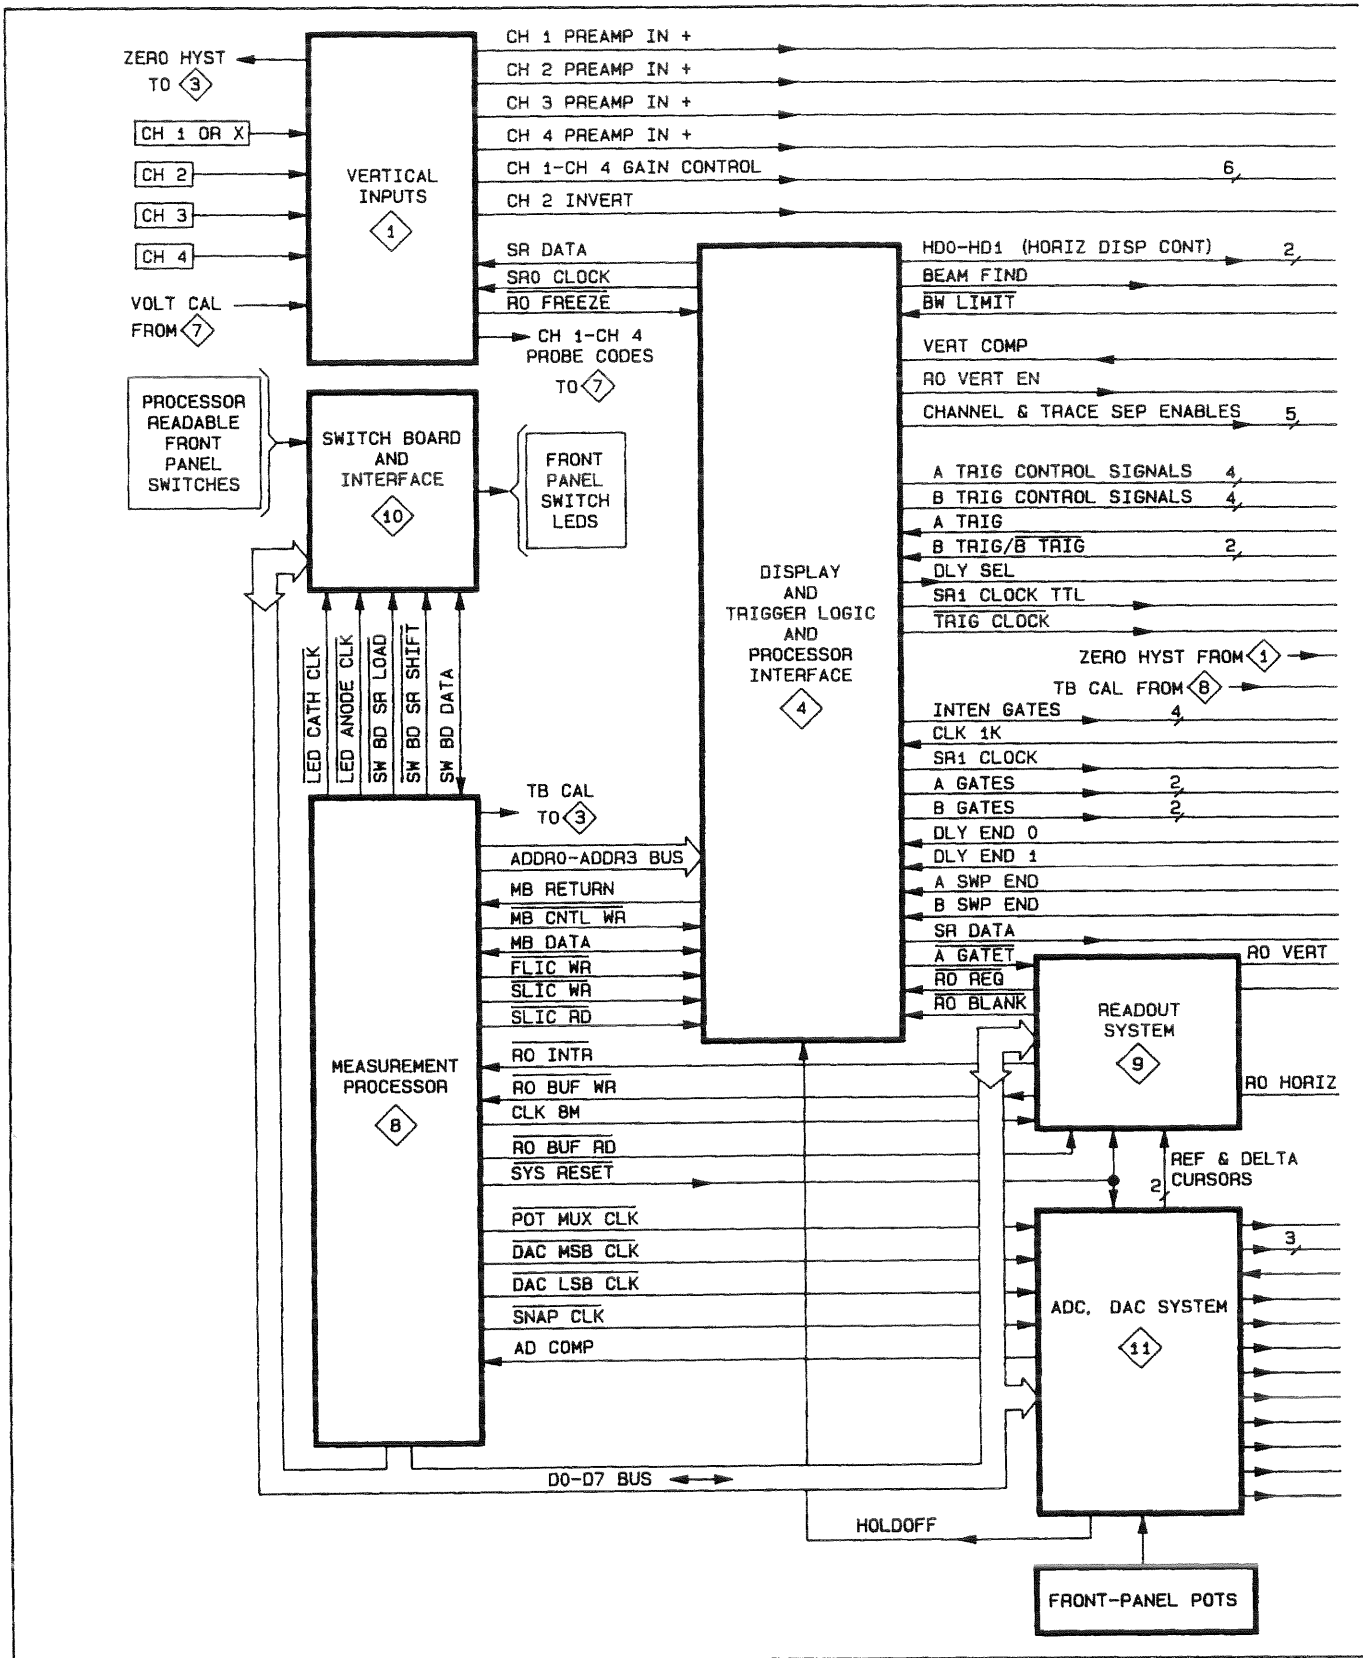 CH 1 PREAMP IN +
ZERO HYST
TO 3
CH 2 PREAMP IN +
CH 3 PREAMP IN +
CH 1 OR X
CH 4 PREAMP IN +
CH 2
VERTICAL
INPUTS
1
CH 1-CH 4 GAIN CONTROL
6
CH 3
CH 2 INVERT
CH 4
SR DATA
SR0 CLOCK
RO FREEZE
VOLT CAL
FROM 7
CH 1-CH 4
PROBE CODES
TO 7
HD0-HD1 (HORIZ DISP CONT)
2
BEAM FIND
BW LIMIT
VERT COMP
RO VERT EN
CHANNEL & TRACE SEP ENABLES
5
PROCESSOR
READABLE
FRONT
PANEL
SWITCHES
SWITCH BOARD
AND
INTERFACE
10
FRONT
PANEL
SWITCH
LEDS
A TRIG CONTROL SIGNALS
4
B TRIG CONTROL SIGNALS
4
A TRIG
B TRIG/B TRIG
2
DLY SEL
SR1 CLOCK TTL
TRIG CLOCK
DISPLAY
AND
TRIGGER LOGIC
AND
PROCESSOR
INTERFACE
4
ZERO HYST FROM 1
TB CAL FROM 8
INTEN GATES
4
CLK 1K
SR1 CLOCK
A GATES
2
B GATES
2
DLY END 0
DLY END 1
A SWP END
B SWP END
SR DATA
A GATET
RO REQ
RO BLANK
LED CATH CLK
LED ANODE CLK
SW BD SR LOAD
SW BD SR SHIFT
SW BD DATA
TB CAL
TO 3
ADDR0-ADDR3 BUS
MB RETURN
MB CNTL WR
MB DATA
FLIC WR
SLIC WR
SLIC RD
MEASUREMENT
PROCESSOR
8
RO INTR
RO BUF WR
CLK 8M
RO BUF RD
SYS RESET
POT MUX CLK
DAC MSB CLK
DAC LSB CLK
SNAP CLK
AD COMP
RO VERT
READOUT
SYSTEM
9
RO HORIZ
REF & DELTA
CURSORS
2
3
ADC, DAC SYSTEM
11
D0-D7 BUS
HOLDOFF
FRONT-PANEL POTS